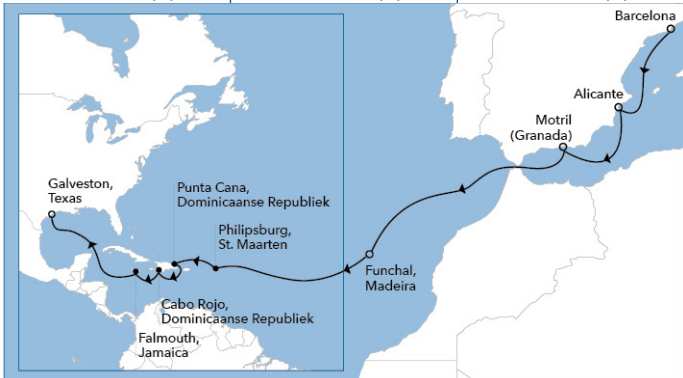 Barcelona
Alicante
Motril
(Granada)
Galveston,
Texas
Punta Cana,
Dominicaanse Republiek
Philipsburg,
St. Maarten
Funchal,
Madeira
Cabo Rojo,
Dominicaanse Republiek
Falmouth,
Jamaica